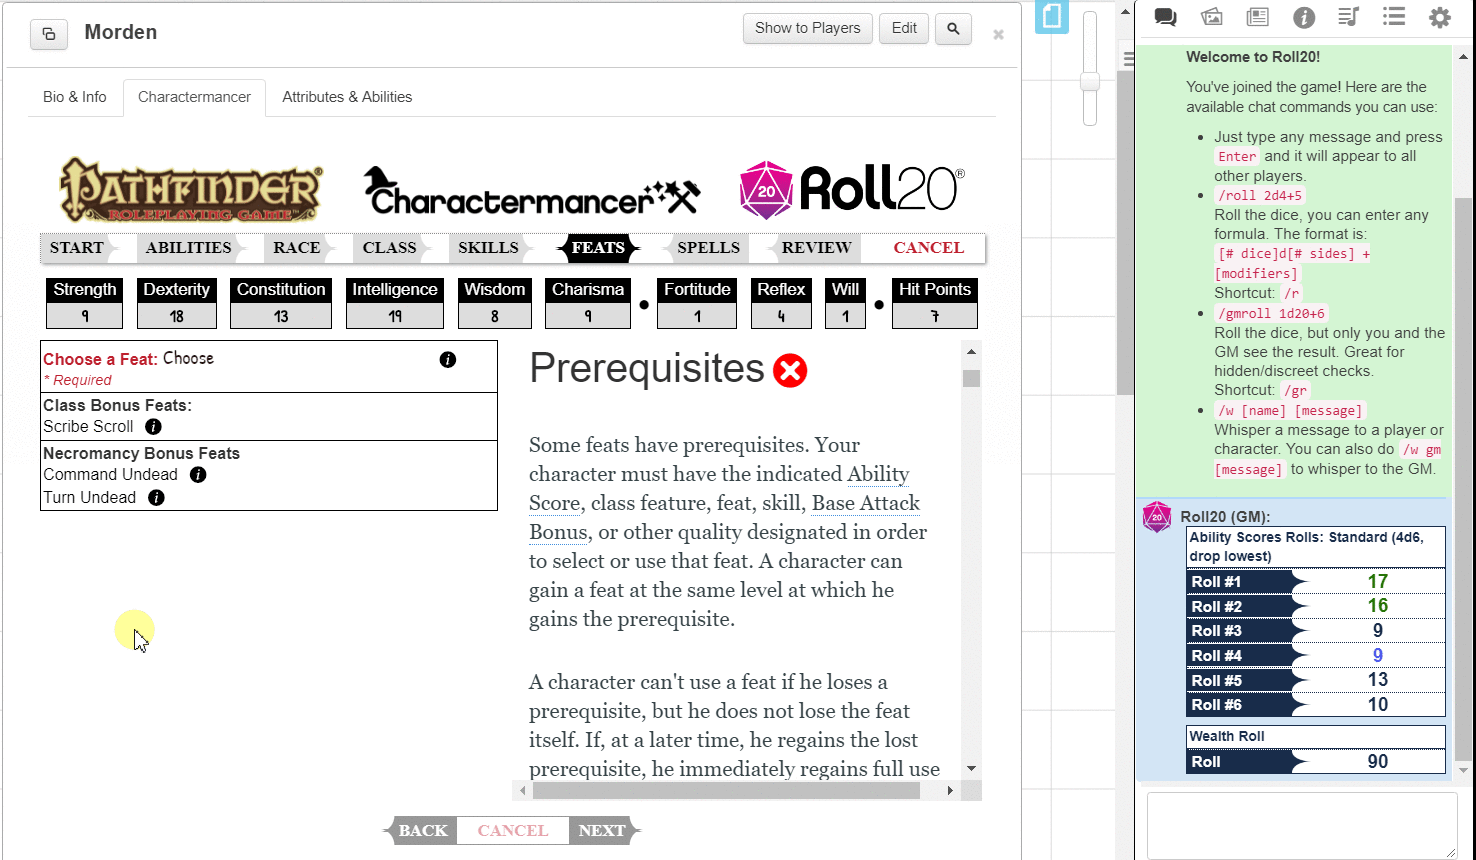 Morden
Show to Players
Edit
Bio & Info
Charactermancer
Attributes & Abilities
PATHFINDER
ROLEPLAYING GAME™
Charactermancer
20
Roll20®
START
ABILITIES
RACE
CLASS
SKILLS
FEATS
SPELLS
REVIEW
CANCEL
Strength
Dexterity
Constitution
Intelligence
Wisdom
Charisma
Fortitude
Reflex
Will
Hit Points
9
18
13
19
8
9
1
4
1
7
Choose a Feat: Choose
* Required
Class Bonus Feats:
Scribe Scroll
Necromancy Bonus Feats
Command Undead
Turn Undead
Prerequisites
Some feats have prerequisites. Your
character must have the indicated Ability
Score, class feature, feat, skill, Base Attack
Bonus, or other quality designated in order
to select or use that feat. A character can
gain a feat at the same level at which he
gains the prerequisite.
A character can't use a feat if he loses a
prerequisite, but he does not lose the feat
itself. If, at a later time, he regains the lost
prerequisite, he immediately regains full use
BACK
CANCEL
NEXT
Welcome to Roll20!
You've joined the game! Here are the
available chat commands you can use:
• Just type any message and press
Enter and it will appear to all
other players.
• /roll 2d4+5
Roll the dice, you can enter any
formula. The format is:
[# dice]d[# sides] +
[modifiers]
Shortcut: /r
• /gmroll 1d20+6
Roll the dice, but only you and the
GM see the result. Great for
hidden/discreet checks.
Shortcut: /gr
• /w [name] [message]
Whisper a message to a player or
character. You can also do /w gm
[message] to whisper to the GM.
20
Roll20 (GM):
Ability Scores Rolls: Standard (4d6,
drop lowest)
Roll #1 17
Roll #2 16
Roll #3 9
Roll #4 9
Roll #5 13
Roll #6 10
Wealth Roll
Roll 90